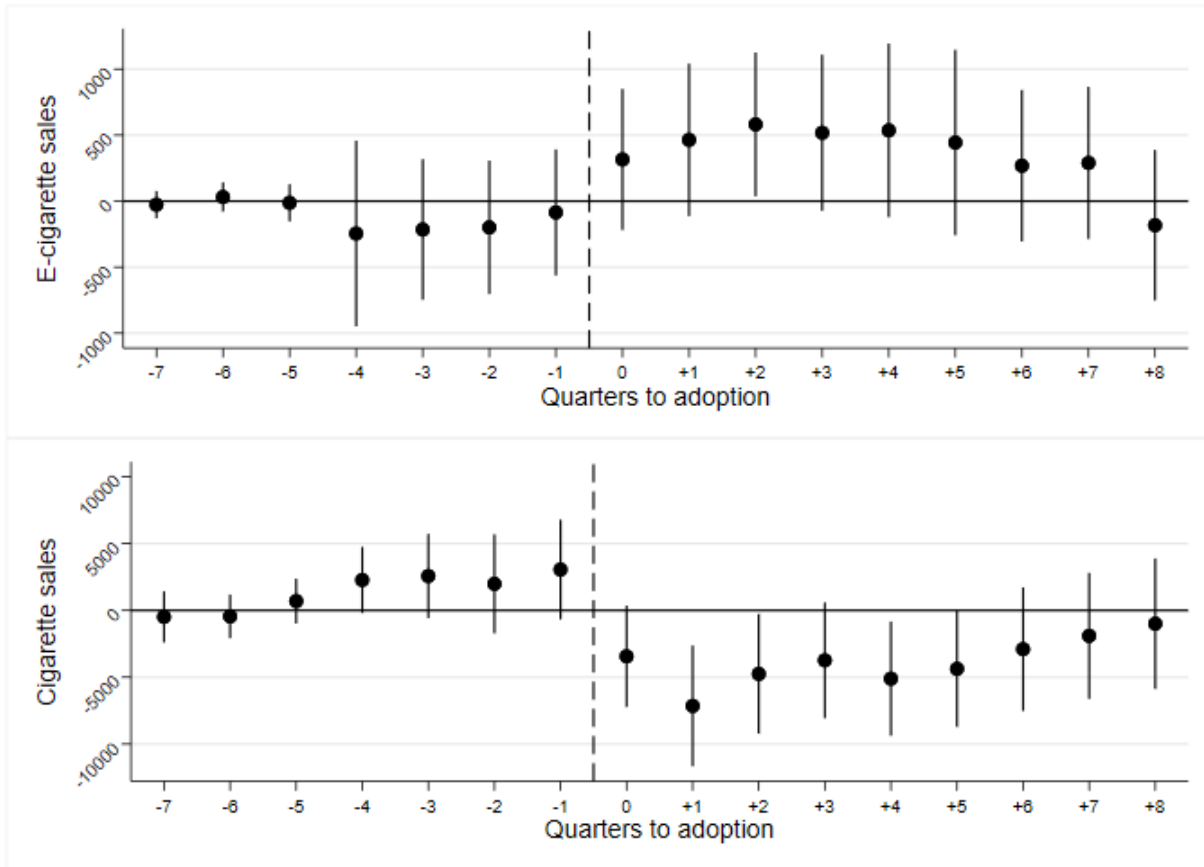 E-cigarette sales
1000
500
0
-500
-1000
-7 -6 -5 -4 -3 -2 -1 0 +1 +2 +3 +4 +5 +6 +7 +8
Quarters to adoption
Cigarette sales
10000
5000
0
-5000
-10000
-7 -6 -5 -4 -3 -2 -1 0 +1 +2 +3 +4 +5 +6 +7 +8
Quarters to adoption